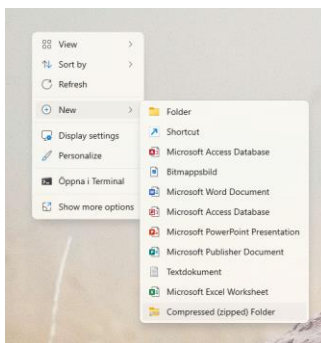 View
Sort by
Refresh
New
Display settings
Personalize
Öppna i Terminal
Show more options
Folder
Shortcut
Microsoft Access Database
Bitmappsbild
Microsoft Word Document
Microsoft Access Database
Microsoft PowerPoint Presentation
Microsoft Publisher Document
Textdokument
Microsoft Excel Worksheet
Compressed (zipped) Folder